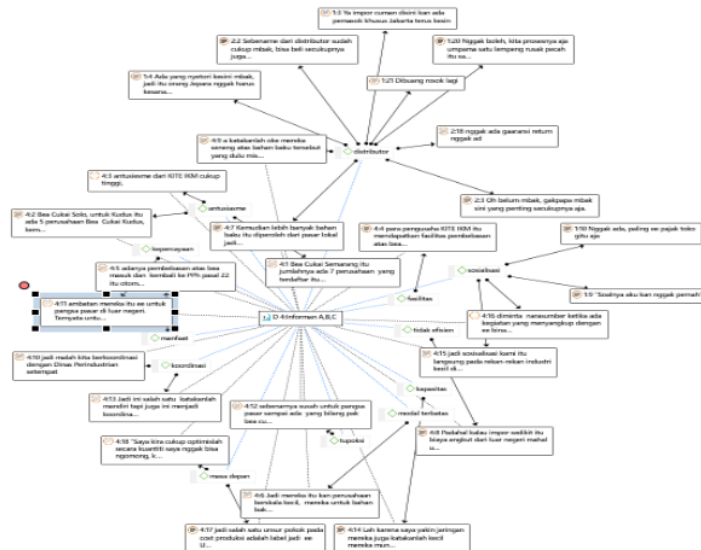 1:3 Ya impor cuman disini kan ada
pemasok khusus Jakarta terus kesin
2:2 Sebename dari distributor sudah
cukup mbak, bisa beli secukupnya
juga...
1:20 Nggak boleh, kita prosesnya aja
umpama satu lempeng rusak pecah
itu sa...
1:4 Ada yang nyetori kesini mbak,
jadi itu orang Jepara nggak harus
kesana...
1:21 Dibuang rosok lagi
4:9 a katakanlah oke mereka
seneng atas bahan baku tersebut
yang dulu mis...
distributor
2:18 nggak ada gaaransi return
nggak ad
4:3 antusiasme dari KITE IKM cukup
tinggi,
2:3 Oh belum mbak, gakpapa mbak
sini yang penting secukupnya aja.
antusiasme
4:2 Bea Cukai Solo, untuk Kudus itu
ada 5 perusahaan Bea Cukai Kudus,
4:7 Kemudian lebih banyak bahan
baku itu diperoleh dari pasar lokal
jadi...
4:4 para pengusaha KITE IKM itu
mendapatkan fasilitas pembebasan
atas bea...
1:10 Nggak ada, paling ee pajak toko
gitu aja
kepercayaan
4:5 adanya pembebasan atas bea
masuk dan kembali ke PPh pasal 22
itu otom...
4:1 Bea Cukai Semarang itu
jumlahnya ada 7 perusahaan yang
terdaftar itu...
sosialisasi
1:9 "Soalnya aku kan nggak pernah"
4:11 ambatan mereka itu ee untuk
pangsa pasar di luar negeri.
Ternyata untu...
fasilitas
D 4:Informan A,B,C
4:16 diminta narasumber ketika ada
kegiatan yang menyangkup dengan
ee bina...
manfaat
tidak efisien
4:10 jadi malah kita berkoordinasi
dengan Dinas Perindustrian
setempat
koordinasi
4:15 jadi sosialisasi kami itu
langsung pada rekan-rekan industri
kecil di...
kapasitas
4:13 Jadi ini salah satu katakanlah
mandiri tapi juga ini menjadi
koordina...
4:12 sebenarnya susah untuk pangsa
pasar sampai ada yang bilang pak
bea cu...
modal terbatas
4:8 Padahal kalau impor sedikit itu
biaya angkut dari luar negeri mahal
u...
4:18 "Saya kira cukup optimislah
secara kuantiti saya nggak bisa
ngomong, k...
tupoksi
masa depan
4:6 Jadi mereka itu kan perusahaan
berskala kecil, mereka untuk bahan
bak...
4:17 jadi salah satu unsur pokok pada
cost produksi adalah label jadi ee
U...
4:14 Lah karena saya yakin jaringan
mereka juga katakanlah kecil
mereka mun...